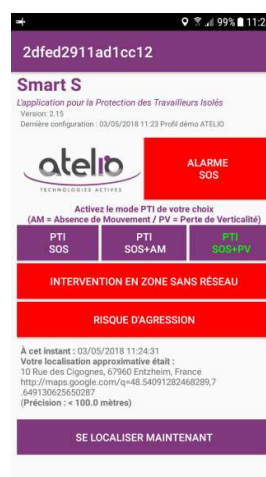 99% 11:2
2dfed2911ad1cc12
Smart S
L'application pour la Protection des Travailleurs Isolés
Version: 2.15
Dernière configuration : 03/05/2018 11:23 Profil démo ATELIO
atelio
TECHNOLOGIES ACTIVES
ALARME
SOS
Activez le mode PTI de votre choix
(AM = Absence de Mouvement / PV = Perte de Verticalité)
PTI
SOS
PTI
SOS+AM
PTI
SOS+PV
INTERVENTION EN ZONE SANS RÉSEAU
RISQUE D'AGRESSION
À cet instant : 03/05/2018 11:24:31
Votre localisation approximative était :
10 Rue des Cigognes, 67960 Entzheim, France
http://maps.google.com/q=48.54091282468289,7
.649130625650287
(Précision : < 100.0 mètres)
SE LOCALISER MAINTENANT